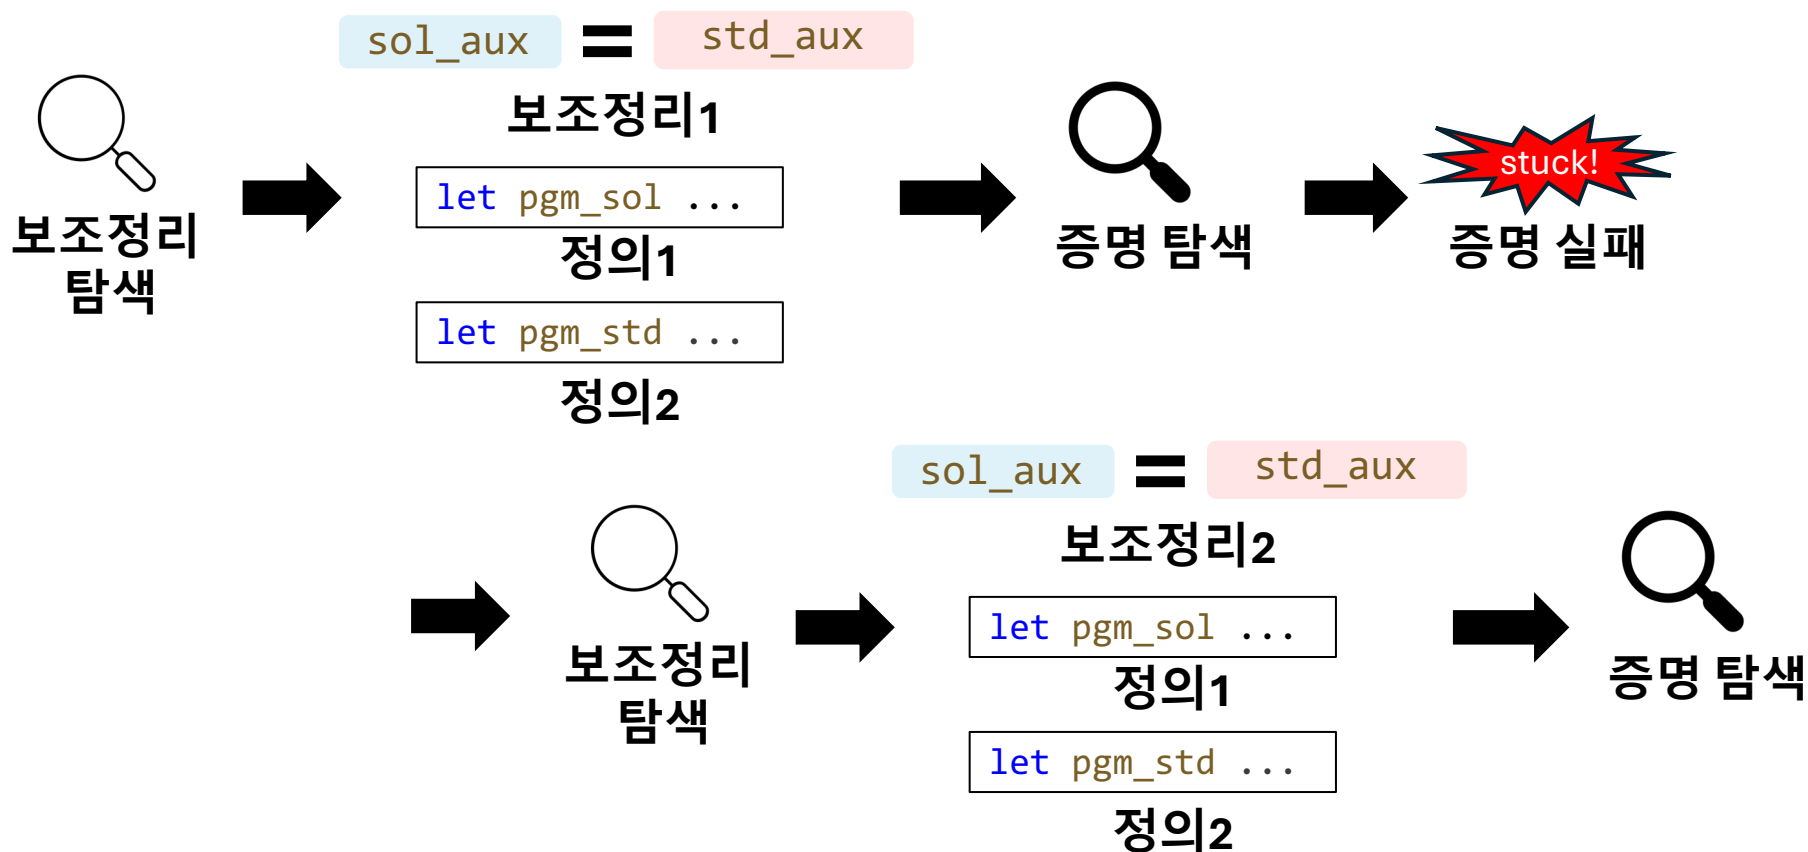 sol_aux = std_aux
보조정리1
보조정리
탐색
let pgm_sol ...
정의1
let pgm_std ...
정의2
증명 탐색
stuck!
증명 실패
보조정리
탐색
sol_aux = std_aux
보조정리2
let pgm_sol ...
정의1
let pgm_std ...
정의2
증명 탐색